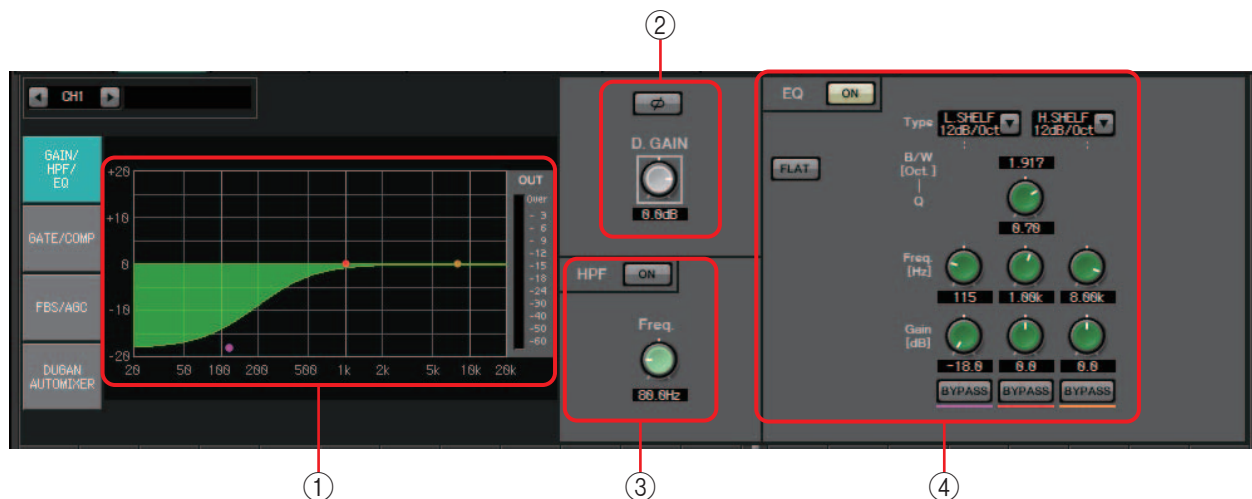 ②
CH1
GAIN/
HPF/
EQ
GATE/COMP
FBS/AGC
DUGAN
AUTOMIXER
+20
+10
0
-10
-20
20 50 100 200 500 1k 2k 5k 10k 20k
OUT
Over
- 3
- 6
- 9
-12
-15
-18
-24
-30
-40
-50
-60
Ø
D. GAIN
0.0dB
HPF ON
Freq.
80.0Hz
EQ ON
FLAT
Type L.SHELF 12dB/Oct H.SHELF 12dB/Oct
B/W
[Oct.]
Q
1.917
0.70
Freq.
[Hz]
115 1.00k 8.00k
Gain
[dB]
-18.0 0.0 0.0
BYPASS BYPASS BYPASS
① ③ ④